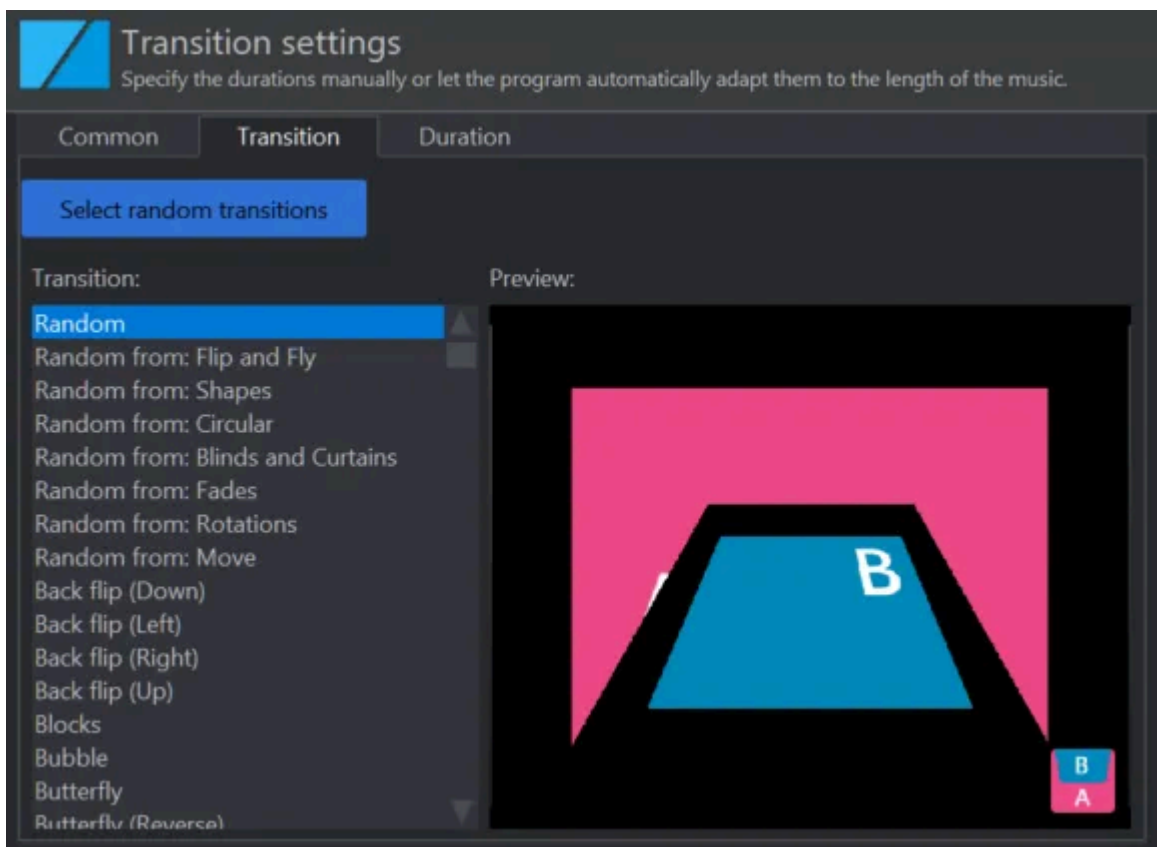 Transition settings
Specify the durations manually or let the program automatically adapt them to the length of the music.
Common Transition Duration
Select random transitions
Transition: Preview:
Random
Random from: Flip and Fly
Random from: Shapes
Random from: Circular
Random from: Blinds and Curtains
Random from: Fades
Random from: Rotations
Random from: Move
Back flip (Down)
Back flip (Left)
Back flip (Right)
Back flip (Up)
Blocks
Bubble
Butterfly
Butterfly (Reverse)
B
B
A